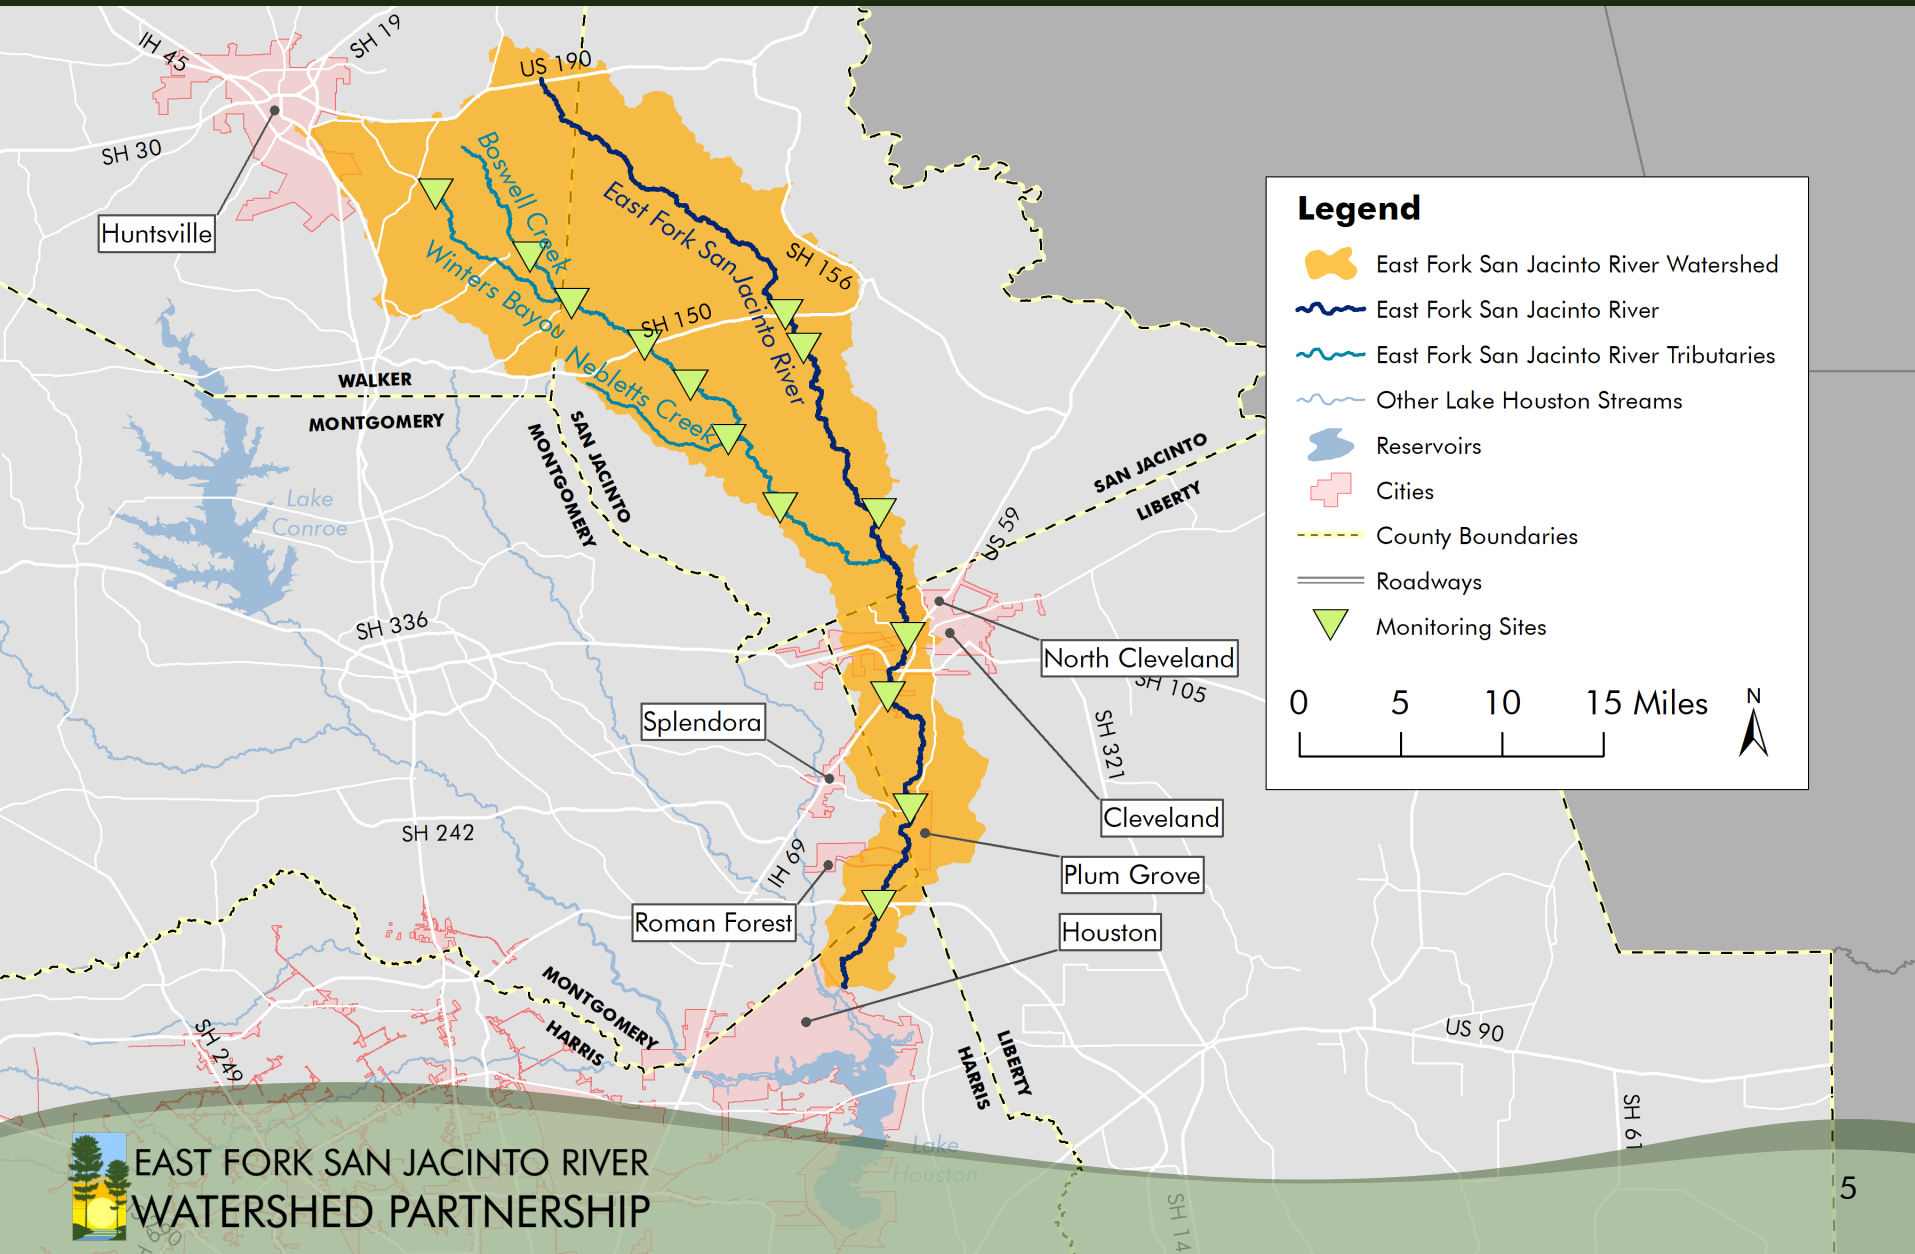 IH 45
SH 19
US 190
SH 30
Huntsville
Boswell Creek
Winters Bayou
East Fork San Jacinto River
SH 156
SH 150
Nebletts Creek
WALKER
MONTGOMERY
SAN JACINTO
MONTGOMERY
Lake
Conroe
SAN JACINTO
LIBERTY
US 59
SH 336
North Cleveland
SH 105
Splendora
SH 321
Cleveland
SH 242
IH 69
Plum Grove
Roman Forest
Houston
MONTGOMERY
HARRIS
SH 249
LIBERTY
HARRIS
US 90
SH 61
Lake
Houston
SH 14
Legend
East Fork San Jacinto River Watershed
East Fork San Jacinto River
East Fork San Jacinto River Tributaries
Other Lake Houston Streams
Reservoirs
Cities
County Boundaries
Roadways
Monitoring Sites
0 5 10 15 Miles
N
EAST FORK SAN JACINTO RIVER
WATERSHED PARTNERSHIP
5